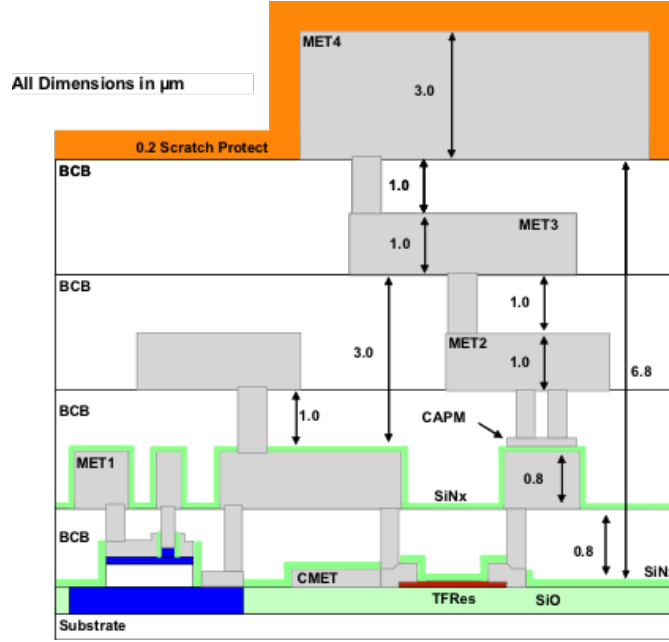 MET4
All Dimensions in µm
3.0
0.2 Scratch Protect
BCB
1.0
MET3
1.0
BCB
1.0
3.0
MET2
1.0
6.8
BCB
1.0
CAPM
MET1
0.8
SiNx
BCB
0.8
SiN
CMET
TFRes
SiO
Substrate